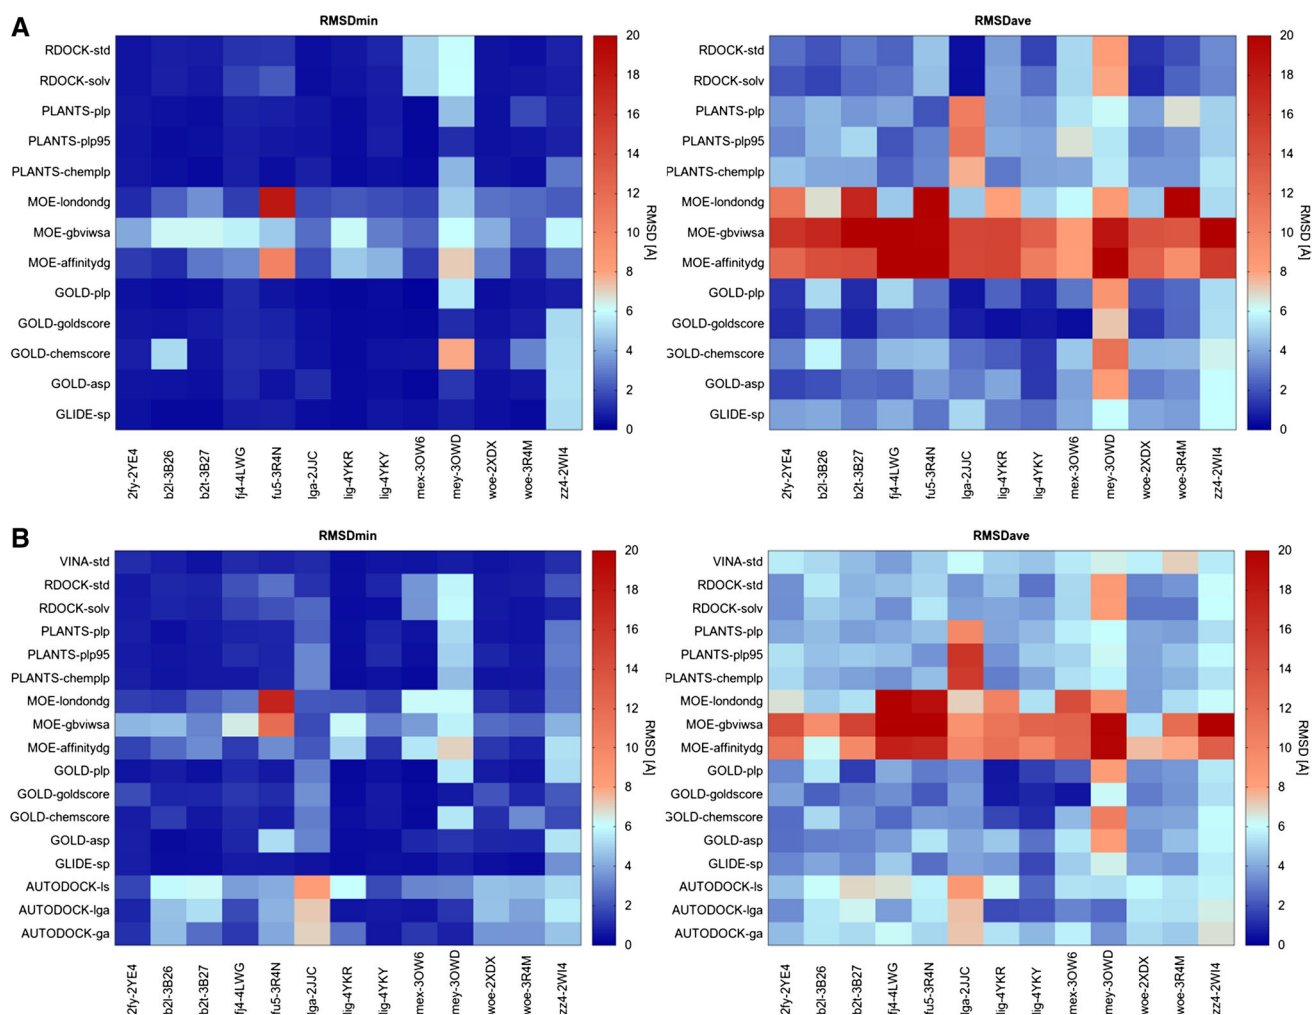 A
RMSDmin
RDOCK-std
RDOCK-solv
PLANTS-plp
PLANTS-plp95
PLANTS-chemplp
MOE-londondg
MOE-gbviwsa
MOE-affinitydg
GOLD-plp
GOLD-goldscore
GOLD-chemscore
GOLD-asp
GLIDE-sp
2fy-2YE4
b2l-3B26
b2t-3B27
fj4-4LWG
fu5-3R4N
lga-2JJC
lig-4YKR
lig-4YKY
mex-3OW6
mey-3OWD
woe-2XDX
woe-3R4M
zz4-2WI4
20
18
16
14
12
10
8
6
4
2
0
RMSD [A]
RMSDave
RDOCK-std
RDOCK-solv
PLANTS-plp
PLANTS-plp95
PLANTS-chemplp
MOE-londondg
MOE-gbviwsa
MOE-affinitydg
GOLD-plp
GOLD-goldscore
GOLD-chemscore
GOLD-asp
GLIDE-sp
2fy-2YE4
b2l-3B26
b2t-3B27
fj4-4LWG
fu5-3R4N
lga-2JJC
lig-4YKR
lig-4YKY
mex-3OW6
mey-3OWD
woe-2XDX
woe-3R4M
zz4-2WI4
20
18
16
14
12
10
8
6
4
2
0
RMSD [A]
B
RMSDmin
VINA-std
RDOCK-std
RDOCK-solv
PLANTS-plp
PLANTS-plp95
PLANTS-chemplp
MOE-londondg
MOE-gbviwsa
MOE-affinitydg
GOLD-plp
GOLD-goldscore
GOLD-chemscore
GOLD-asp
GLIDE-sp
AUTODOCK-ls
AUTODOCK-lga
AUTODOCK-ga
2fy-2YE4
b2l-3B26
b2t-3B27
fj4-4LWG
fu5-3R4N
lga-2JJC
lig-4YKR
lig-4YKY
mex-3OW6
mey-3OWD
woe-2XDX
woe-3R4M
zz4-2WI4
20
18
16
14
12
10
8
6
4
2
0
RMSD [A]
RMSDave
VINA-std
RDOCK-std
RDOCK-solv
PLANTS-plp
PLANTS-plp95
PLANTS-chemplp
MOE-londondg
MOE-gbviwsa
MOE-affinitydg
GOLD-plp
GOLD-goldscore
GOLD-chemscore
GOLD-asp
GLIDE-sp
AUTODOCK-ls
AUTODOCK-lga
AUTODOCK-ga
2fy-2YE4
b2l-3B26
b2t-3B27
fj4-4LWG
fu5-3R4N
lga-2JJC
lig-4YKR
lig-4YKY
mex-3OW6
mey-3OWD
woe-2XDX
woe-3R4M
zz4-2WI4
20
18
16
14
12
10
8
6
4
2
0
RMSD [A]